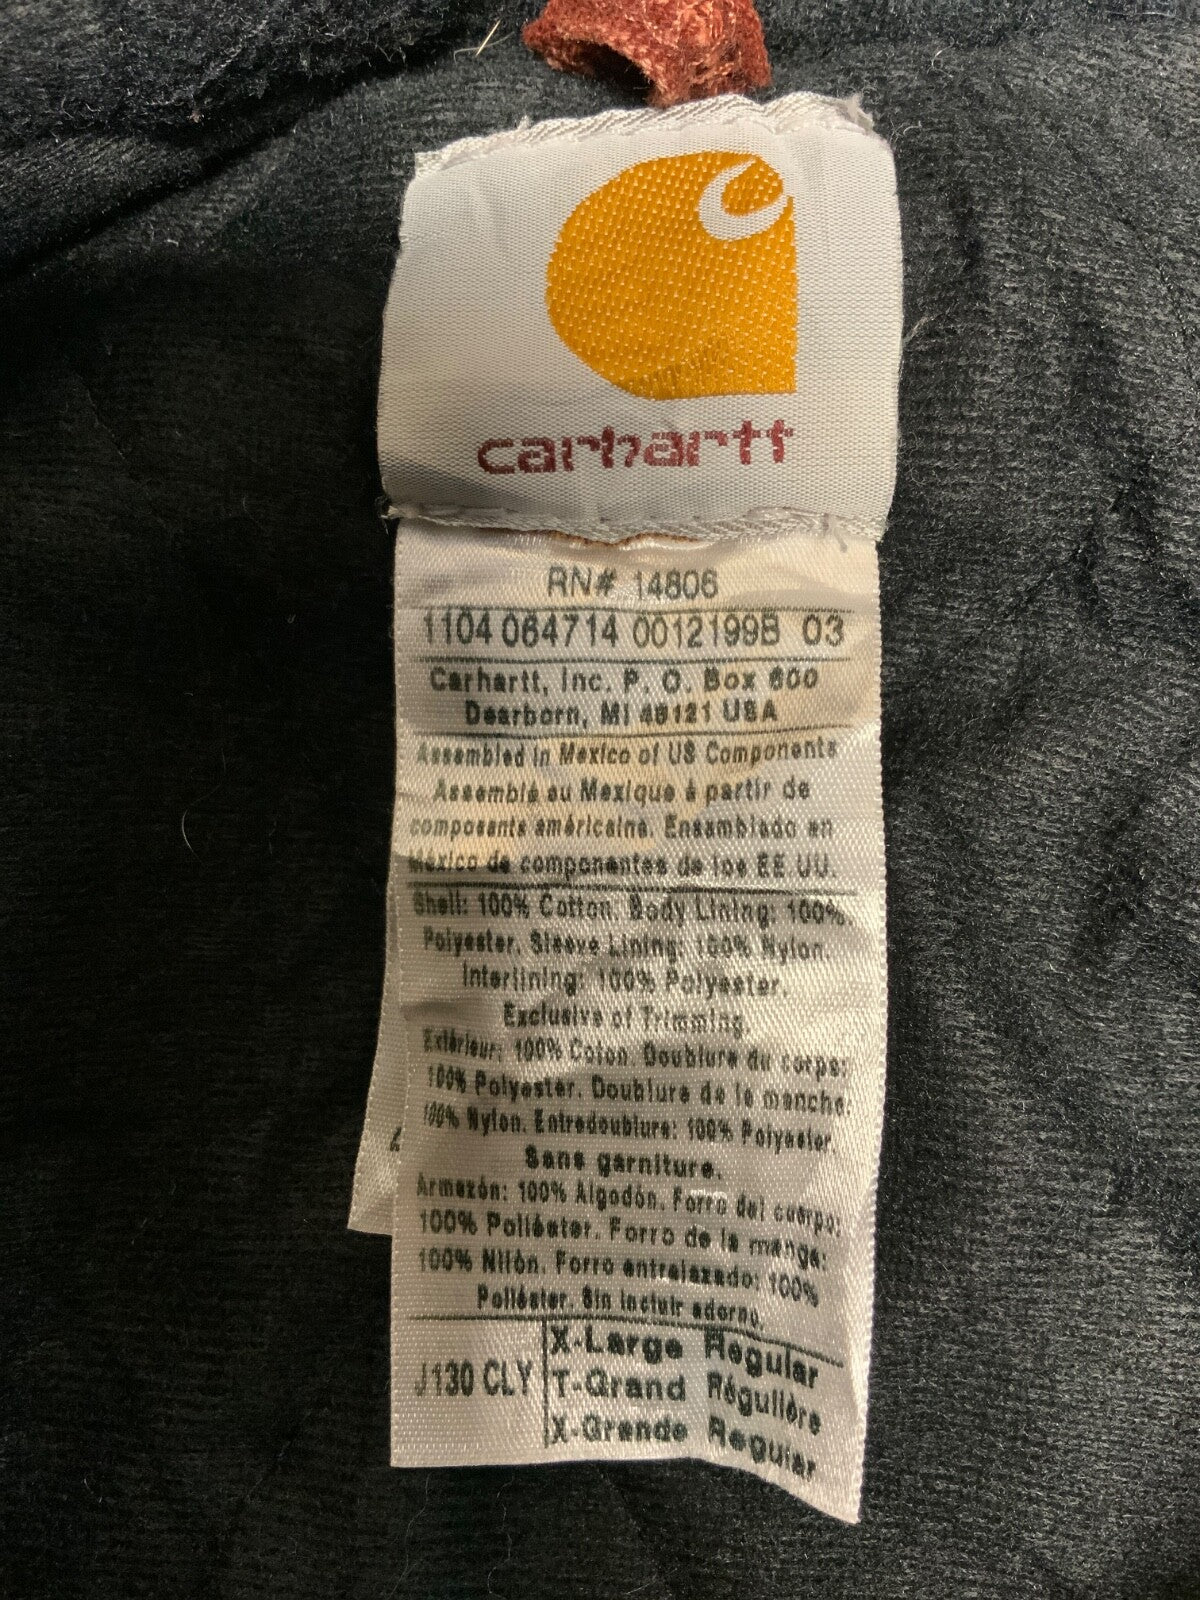 carhartt
RN# 14806
1104 064714 0012199B 03
Carhartt, Inc. P. O. Box 600
Dearborn, MI 48121 USA
Assembled in Mexico of US Components
Assemblé au Mexique à partir de
composants américains. Ensamblado en
México de componentes de los EE UU.
Shell: 100% Cotton. Body Lining: 100%
Polyester. Sleeve Lining: 100% Nylon.
Interlining: 100% Polyester.
Exclusive of Trimming.
Extérieur: 100% Coton. Doublure du corps:
100% Polyester. Doublure de la manche:
100% Nylon. Entredoublure: 100% Polyester.
Sans garniture.
Armazón: 100% Algodón. Forro del cuerpo:
100% Poliéster. Forro de la manga:
100% Nilón. Forro entrelazado: 100%
Poliéster. Sin incluir adorno.
J130 CLY
X-Large Regular
T-Grand Régulière
X-Grande Regular